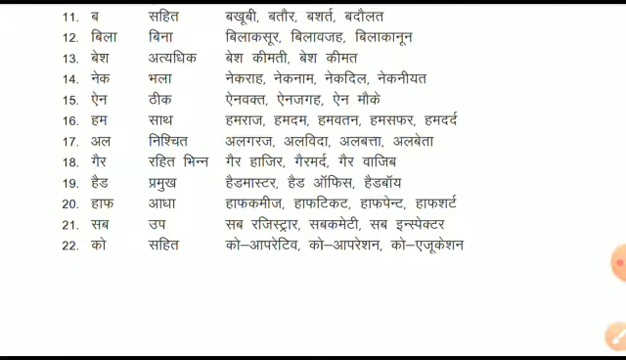 11. ब सहित बखूबी, बतौर, बशर्त, बदौलत
12. बिला बिना बिलाकसूर, बिलावजह, बिलाकानून
13. बेश अत्यधिक बेश कीमती, बेश कीमत
14. नेक भला नेकराह, नेकनाम, नेकदिल, नेकनीयत
15. ऐन ठीक ऐनवक्त, ऐनजगह, ऐन मौके
16. हम साथ हमराज, हमदम, हमवतन, हमसफर, हमदर्द
17. अल निश्चित अलगरज, अलविदा, अलबत्ता, अलबेता
18. गैर रहित भिन्न गैर हाजिर, गैरमर्द, गैर वाजिब
19. हैड प्रमुख हैडमास्टर, हैड ऑफिस, हैडबॉय
20. हाफ आधा हाफकमीज, हाफटिकट, हाफपेन्ट, हाफशर्ट
21. सब उप सब रजिस्ट्रार, सबकमेटी, सब इन्स्पेक्टर
22. को सहित को–आपरेटिव, को–आपरेशन, को–एजूकेशन